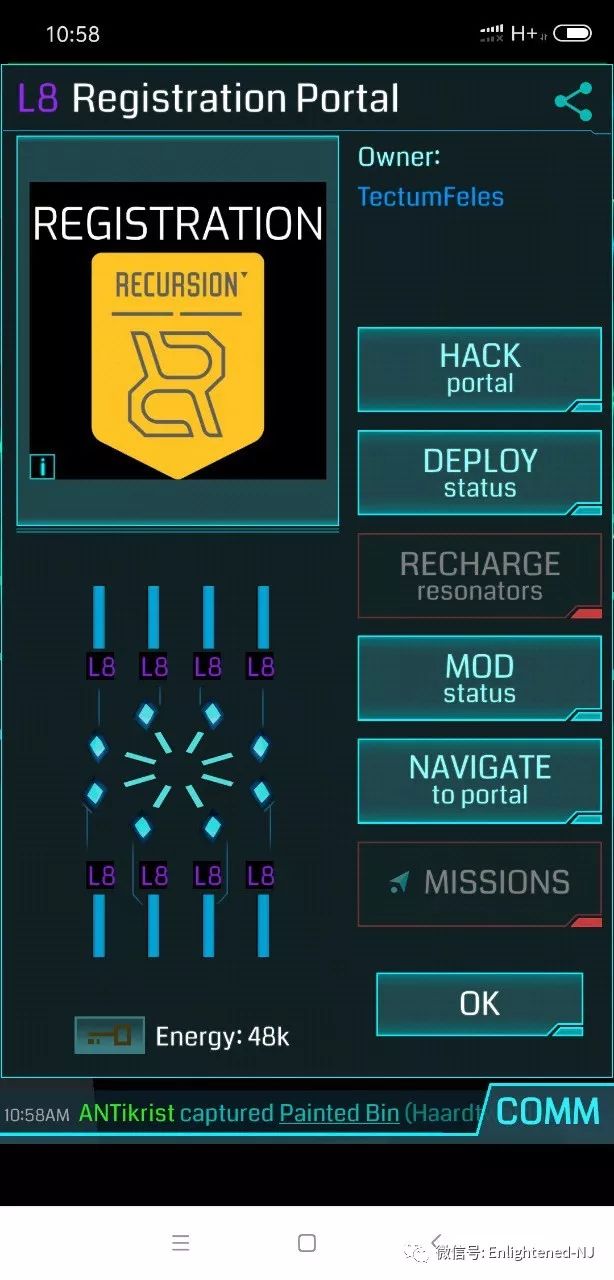 10:58
H+
L8 Registration Portal
REGISTRATION
RECURSION
i
Owner:
TectumFeles
HACK
portal
DEPLOY
status
RECHARGE
resonators
MOD
status
NAVIGATE
to portal
MISSIONS
OK
L8 L8 L8 L8
L8 L8 L8 L8
Energy: 48k
10:58AM ANTikrist captured Painted Bin (Haardt
COMM
微信号: Enlightened-NJ